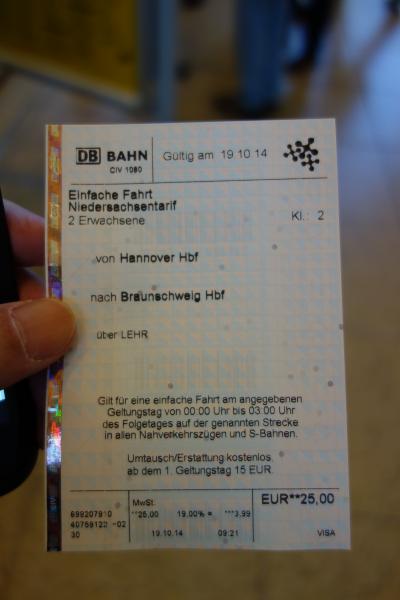 DB BAHN
CIV 1080
Gültig am 19.10.14
Einfache Fahrt
Niedersachsentarif
2 Erwachsene
Kl.: 2
von Hannover Hbf
nach Braunschweig Hbf
über LEHR
Gilt für eine einfache Fahrt am angegebenen
Geltungstag von 00:00 Uhr bis 03:00 Uhr
des Folgetages auf der genannten Strecke
in allen Nahverkehrszügen und S-Bahnen.
Umtausch/Erstattung kostenlos,
ab dem 1. Geltungstag 15 EUR.
EUR**25,00
MwSt.
**25,00 19.00% = ***3,99
699207910
40759122 -02
30
19.10.14 09:21
VISA